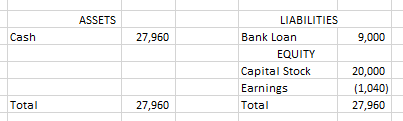 ASSETS LIABILITIES
Cash 27,960 Bank Loan 9,000
EQUITY
Capital Stock 20,000
Earnings (1,040)
Total 27,960 Total 27,960